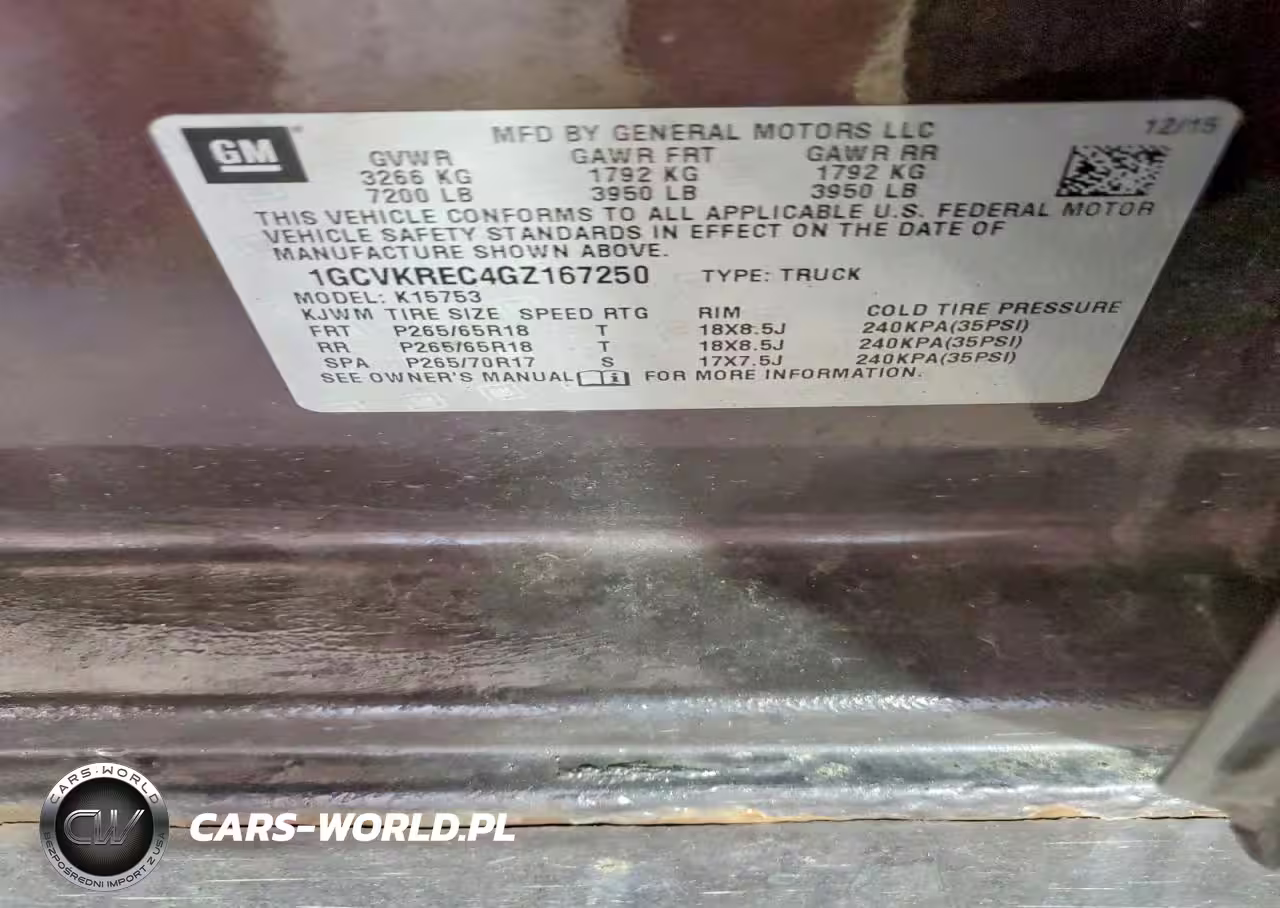 GM
MFD BY GENERAL MOTORS LLC
12/15
GVWR GAWR FRT GAWR RR
3266 KG 1792 KG 1792 KG
7200 LB 3950 LB 3950 LB
THIS VEHICLE CONFORMS TO ALL APPLICABLE U.S. FEDERAL MOTOR
VEHICLE SAFETY STANDARDS IN EFFECT ON THE DATE OF
MANUFACTURE SHOWN ABOVE.
1GCVKREC4GZ167250 TYPE: TRUCK
MODEL: K15753
KJWM TIRE SIZE SPEED RTG RIM COLD TIRE PRESSURE
FRT P265/65R18 T 18X8.5J 240KPA(35PSI)
RR P265/65R18 T 18X8.5J 240KPA(35PSI)
SPA P265/70R17 S 17X7.5J 240KPA(35PSI)
SEE OWNER'S MANUAL FOR MORE INFORMATION.
CARS-WORLD
CW
BEZPOŚREDNI IMPORT Z USA
CARS-WORLD.PL